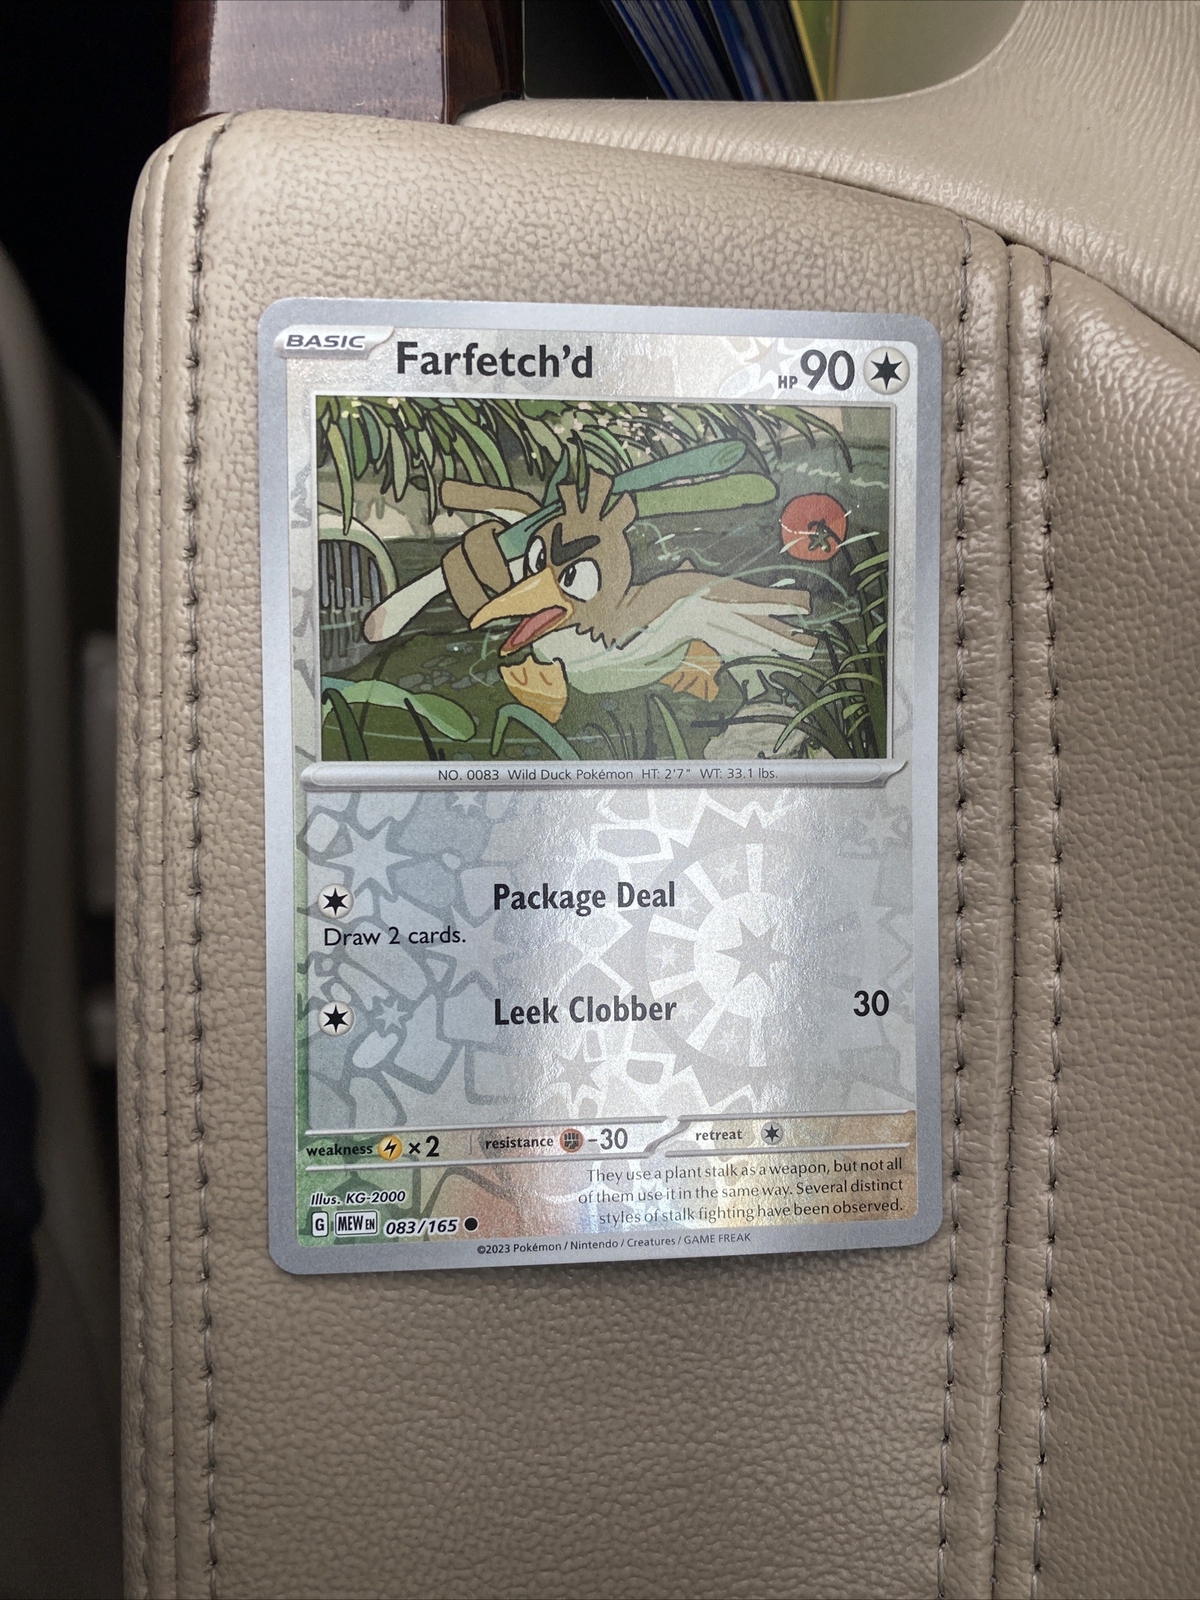 BASIC Farfetch'd HP 90
NO. 0083 Wild Duck Pokémon HT: 2'7" WT: 33.1 lbs.
Package Deal
Draw 2 cards.
Leek Clobber 30
weakness ×2 resistance -30 retreat
They use a plant stalk as a weapon, but not all
of them use it in the same way. Several distinct
styles of stalk fighting have been observed.
Illus. KG-2000
G MEW EN 083/165
©2023 Pokémon / Nintendo / Creatures / GAME FREAK